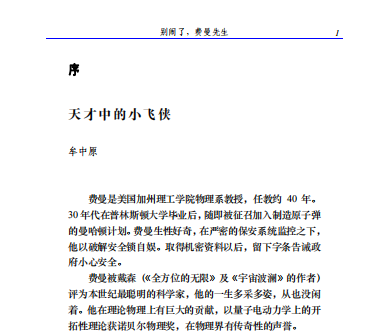 别闹了，费曼先生 1
序
天才中的小飞侠
牟中原
费曼是美国加州理工学院物理系教授，任教约 40 年。
30 年代在普林斯顿大学毕业后，随即被征召加入制造原子弹
的曼哈顿计划。费曼生性好奇，在严密的保安系统监控之下，
他以破解安全锁自娱。取得机密资料以后，留下字条告诫政
府小心安全。
费曼被戴森（《全方位的无限》及《宇宙波澜》的作者）
评为本世纪最聪明的科学家，他的一生多采多姿，从也没闲
着。他在理论物理上有巨大的贡献，以量子电动力学上的开
拓性理论获诺贝尔物理奖，在物理界有传奇性的声誉。